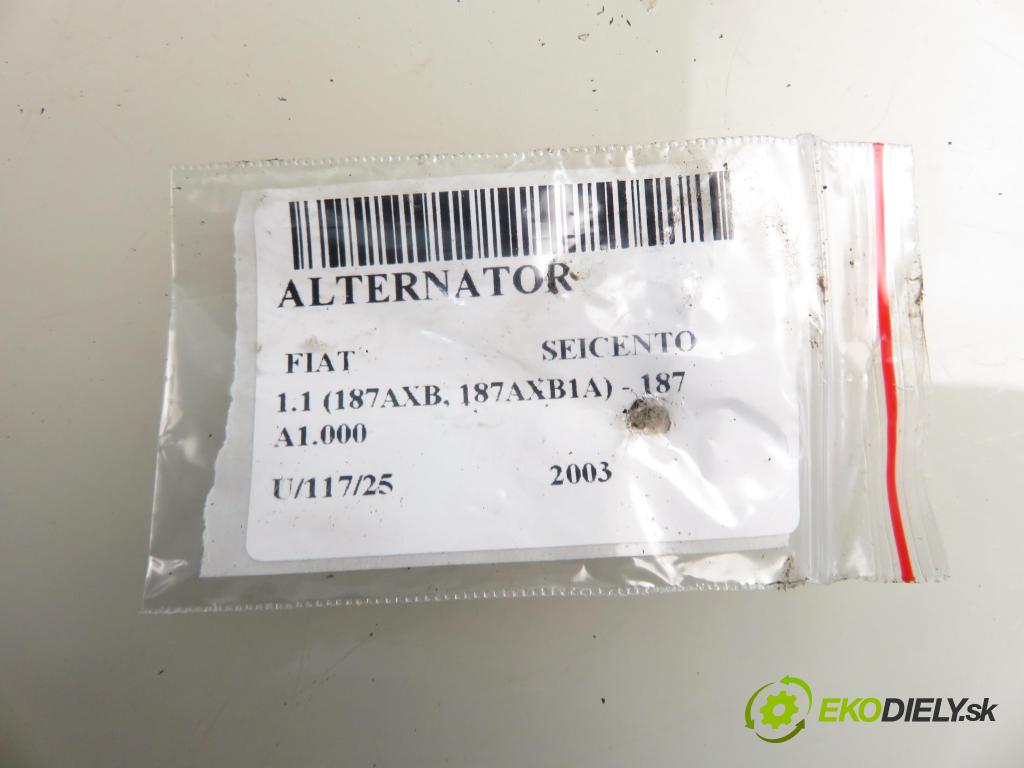 ALTERNATOR
FIAT SEICENTO
1.1 (187AXB, 187AXB1A) - 187
A1.000
U/117/25 2003
EKODIELY.sk